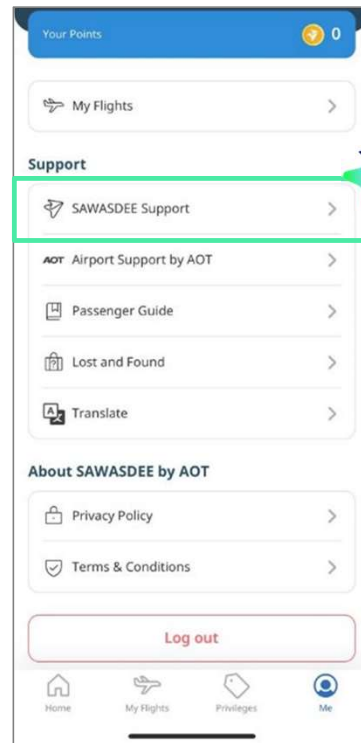 Your Points
0
My Flights
Support
SAWASDEE Support
AOT Airport Support by AOT
Passenger Guide
Lost and Found
Translate
About SAWASDEE by AOT
Privacy Policy
Terms & Conditions
Log out
Home My Flights Privileges Me